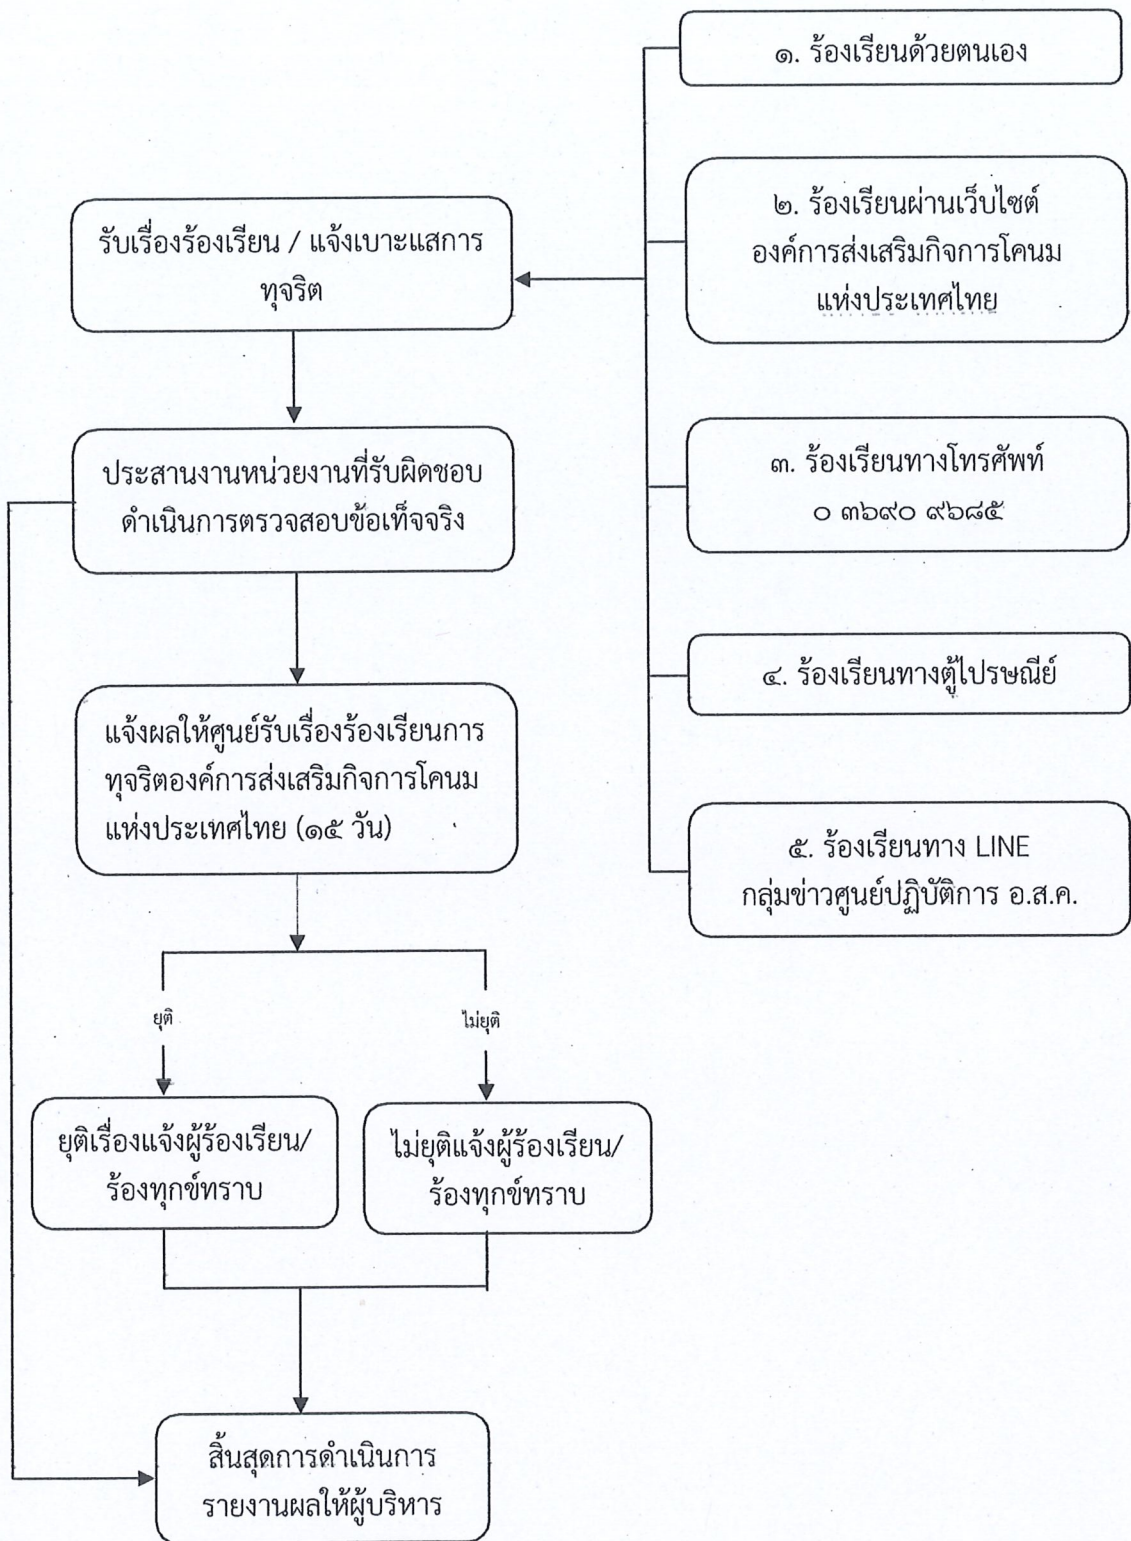 ๑. ร้องเรียนด้วยตนเอง
๒. ร้องเรียนผ่านเว็บไซต์
องค์การส่งเสริมกิจการโคนม
แห่งประเทศไทย
รับเรื่องร้องเรียน / แจ้งเบาะแสการ
ทุจริต
๓. ร้องเรียนทางโทรศัพท์
๐ ๓๖๙๐ ๙๖๘๕
ประสานงานหน่วยงานที่รับผิดชอบ
ดำเนินการตรวจสอบข้อเท็จจริง
๔. ร้องเรียนทางตู้ไปรษณีย์
แจ้งผลให้ศูนย์รับเรื่องร้องเรียนการ
ทุจริตองค์การส่งเสริมกิจการโคนม
แห่งประเทศไทย (๑๕ วัน)
๕. ร้องเรียนทาง LINE
กลุ่มข่าวศูนย์ปฏิบัติการ อ.ส.ค.
ยุติ
ไม่ยุติ
ยุติเรื่องแจ้งผู้ร้องเรียน/
ร้องทุกข์ทราบ
ไม่ยุติแจ้งผู้ร้องเรียน/
ร้องทุกข์ทราบ
สิ้นสุดการดำเนินการ
รายงานผลให้ผู้บริหาร